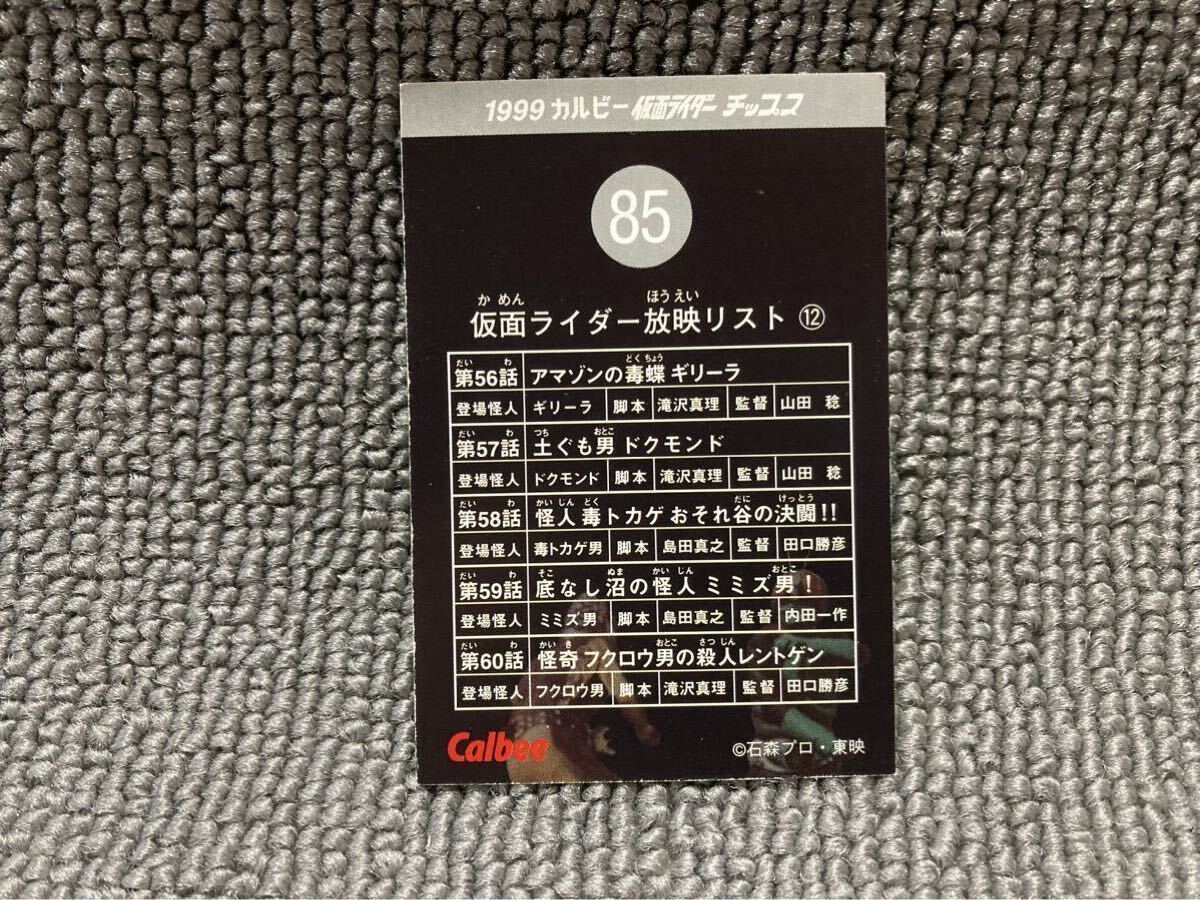 1999 カルビー 仮面ライダー チップス
85
かめん ほうえい
仮面ライダー放映リスト ⑫
だい わ どくちょう
第56話 アマゾンの毒蝶 ギリーラ
登場怪人 ギリーラ 脚本 滝沢真理 監督 山田 稔
だい わ つち おとこ
第57話 土ぐも男 ドクモンド
登場怪人 ドクモンド 脚本 滝沢真理 監督 山田 稔
だい わ かいじん どく だに けっとう
第58話 怪人 毒トカゲ おそれ谷の決闘!!
登場怪人 毒トカゲ男 脚本 島田真之 監督 田口勝彦
だい わ そこ ぬま かいじん おとこ
第59話 底なし沼の怪人 ミミズ男!
登場怪人 ミミズ男 脚本 島田真之 監督 内田一作
だい わ かいき おとこ さつじん
第60話 怪奇 フクロウ男の殺人レントゲン
登場怪人 フクロウ男 脚本 滝沢真理 監督 田口勝彦
Calbee ©石森プロ・東映